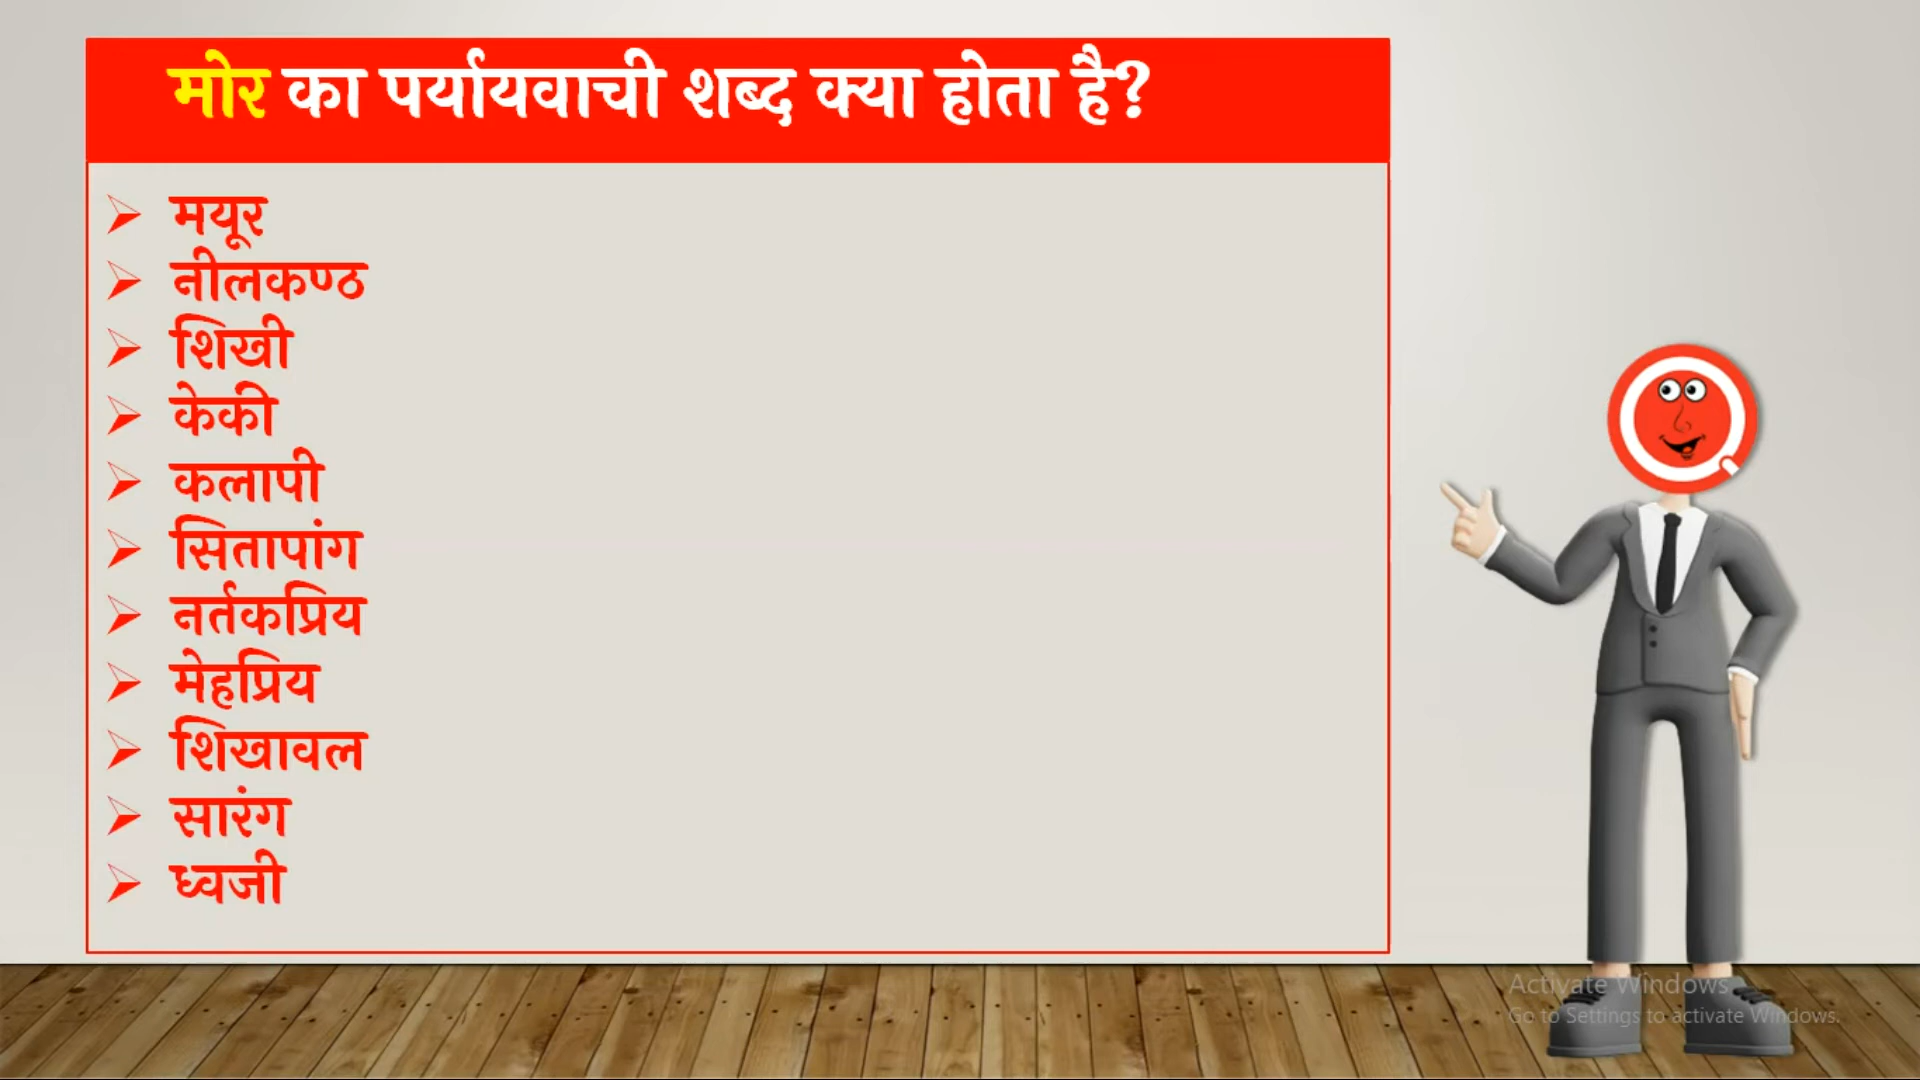 मोर का पर्यायवाची शब्द क्या होता है?
मयूर
नीलकण्ठ
शिखी
केकी
कलापी
सितापांग
नर्तकप्रिय
मेहप्रिय
शिखावल
सारंग
ध्वजी
Activate Windows
Go to Settings to activate Windows.